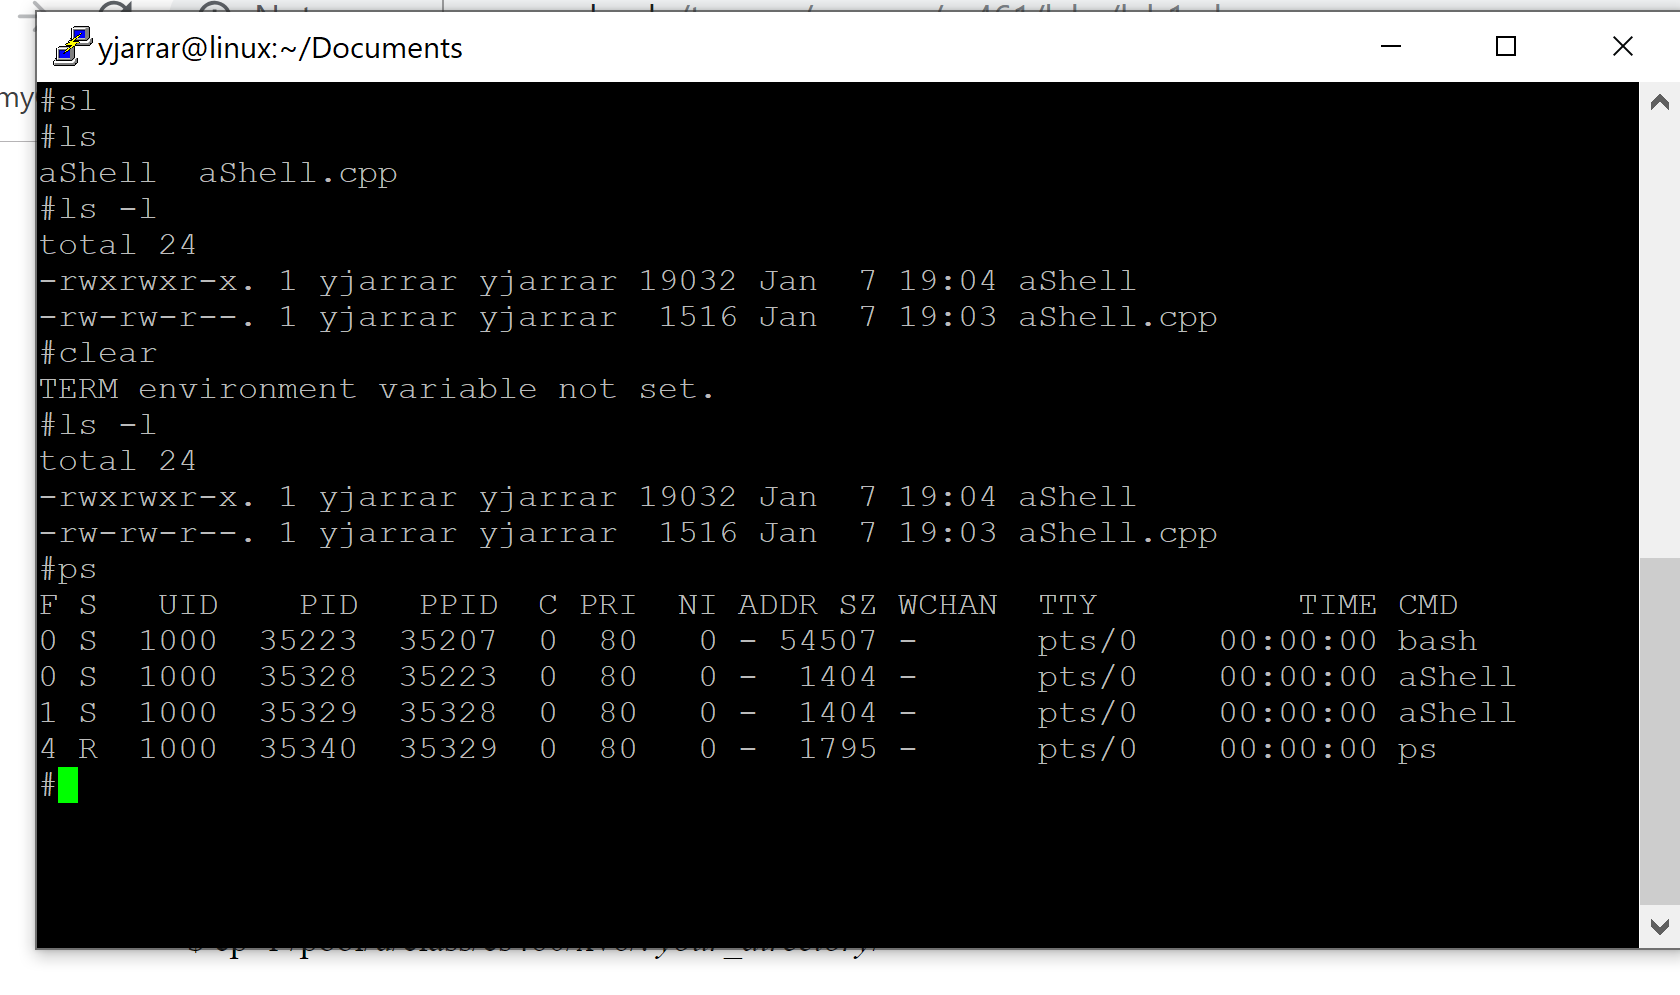 yjarrar@linux:~/Documents
my
#sl
#ls
aShell  aShell.cpp
#ls -l
total 24
-rwxrwxr-x. 1 yjarrar yjarrar 19032 Jan  7 19:04 aShell
-rw-rw-r--. 1 yjarrar yjarrar  1516 Jan  7 19:03 aShell.cpp
#clear
TERM environment variable not set.
#ls -l
total 24
-rwxrwxr-x. 1 yjarrar yjarrar 19032 Jan  7 19:04 aShell
-rw-rw-r--. 1 yjarrar yjarrar  1516 Jan  7 19:03 aShell.cpp
#ps
F S   UID    PID   PPID  C PRI  NI ADDR SZ WCHAN  TTY          TIME CMD
0 S  1000  35223  35207  0  80   0 - 54507 -      pts/0    00:00:00 bash
0 S  1000  35328  35223  0  80   0 -  1404 -      pts/0    00:00:00 aShell
1 S  1000  35329  35328  0  80   0 -  1404 -      pts/0    00:00:00 aShell
4 R  1000  35340  35329  0  80   0 -  1795 -      pts/0    00:00:00 ps
#